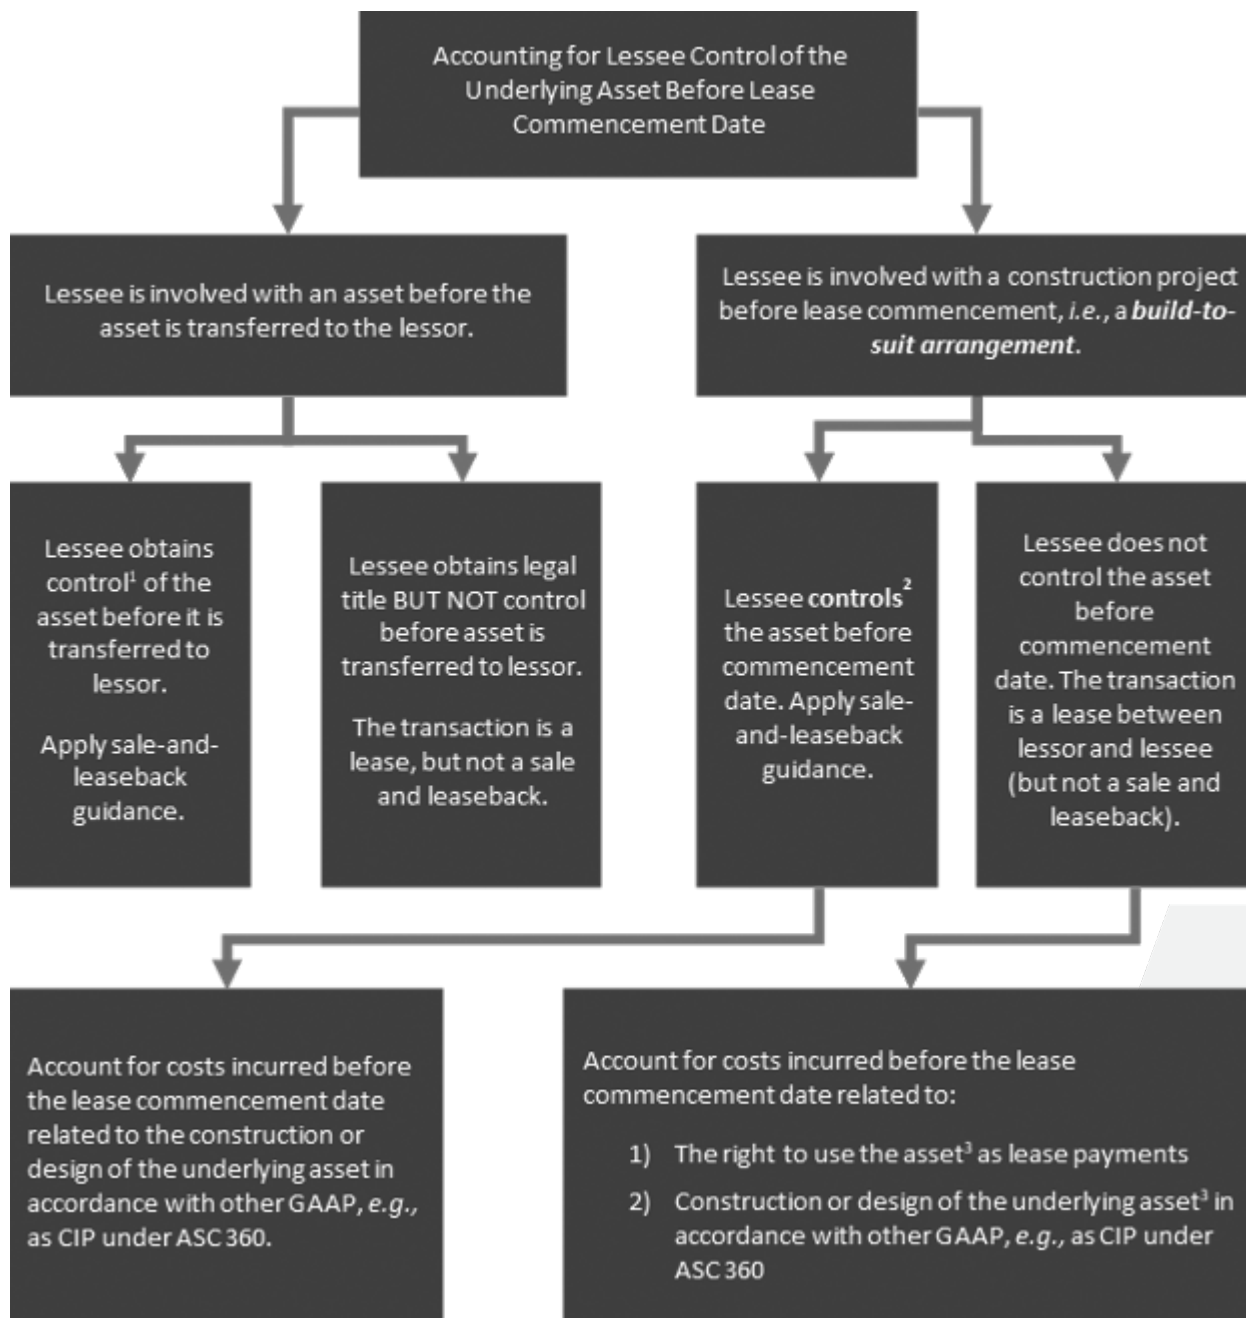 Accounting for Lessee Control of the
Underlying Asset Before Lease
Commencement Date
Lessee is involved with an asset before the
asset is transferred to the lessor.
Lessee is involved with a construction project
before lease commencement, i.e., a build-to-
suit arrangement.
Lessee obtains
control¹ of the
asset before it is
transferred to
lessor.
Apply sale-and-
leaseback
guidance.
Lessee obtains legal
title BUT NOT control
before asset is
transferred to lessor.
The transaction is a
lease, but not a sale
and leaseback.
Lessee controls²
the asset before
commencement
date. Apply sale-
and-leaseback
guidance.
Lessee does not
control the asset
before
commencement
date. The transaction
is a lease between
lessor and lessee
(but not a sale and
leaseback).
Account for costs incurred before
the lease commencement date
related to the construction or
design of the underlying asset in
accordance with other GAAP, e.g.,
as CIP under ASC 360.
Account for costs incurred before the lease
commencement date related to:
1) The right to use the asset³ as lease payments
2) Construction or design of the underlying asset³ in
accordance with other GAAP, e.g., as CIP under
ASC 360